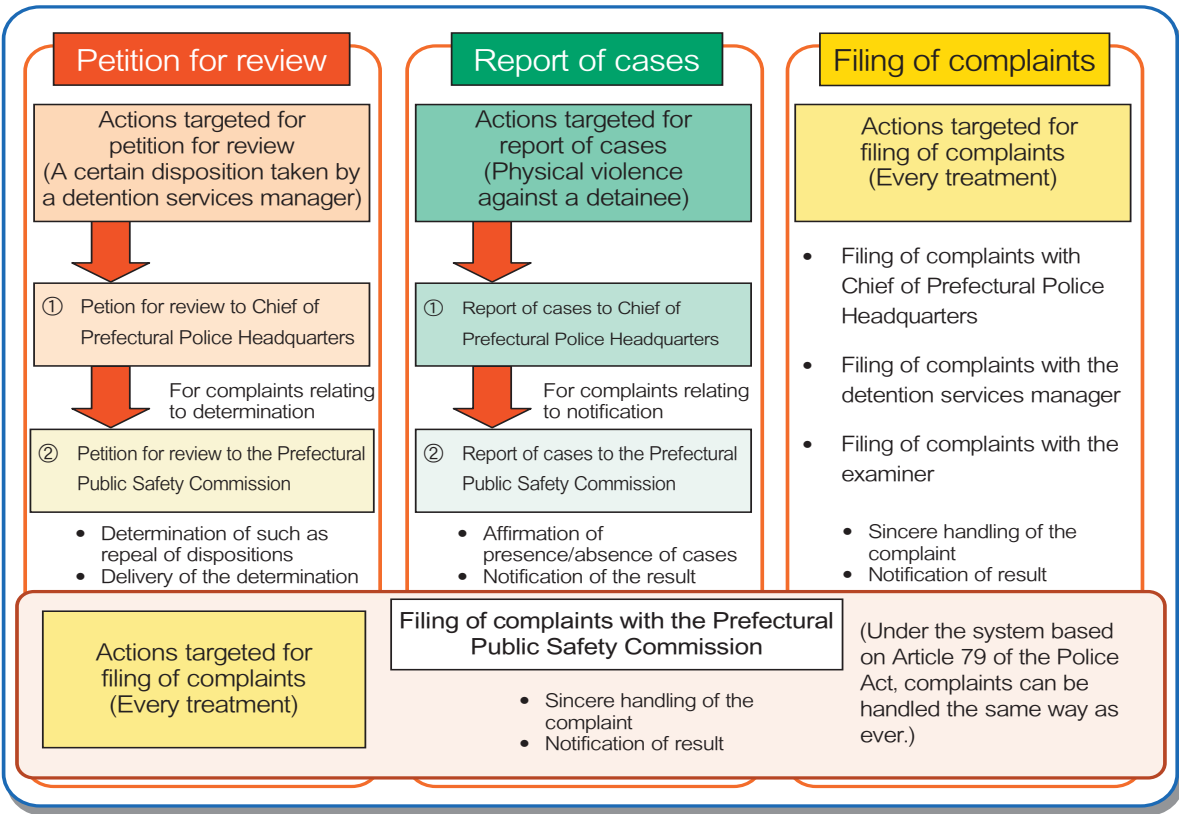 Petition for review
Actions targeted for
petition for review
(A certain disposition taken by
a detention services manager)
① Petion for review to Chief of
Prefectural Police Headquarters
For complaints relating
to determination
② Petition for review to the Prefectural
Public Safety Commission
• Determination of such as
repeal of dispositions
• Delivery of the determination
Report of cases
Actions targeted for
report of cases
(Physical violence
against a detainee)
① Report of cases to Chief of
Prefectural Police Headquarters
For complaints relating
to notification
② Report of cases to the Prefectural
Public Safety Commission
• Affirmation of
presence/absence of cases
• Notification of the result
Filing of complaints
Actions targeted for
filing of complaints
(Every treatment)
• Filing of complaints with
Chief of Prefectural Police
Headquarters
• Filing of complaints with the
detention services manager
• Filing of complaints with the
examiner
• Sincere handling of the
complaint
• Notification of result
Actions targeted for
filing of complaints
(Every treatment)
Filing of complaints with the Prefectural
Public Safety Commission
• Sincere handling of the
complaint
• Notification of result
(Under the system based
on Article 79 of the Police
Act, complaints can be
handled the same way as
ever.)